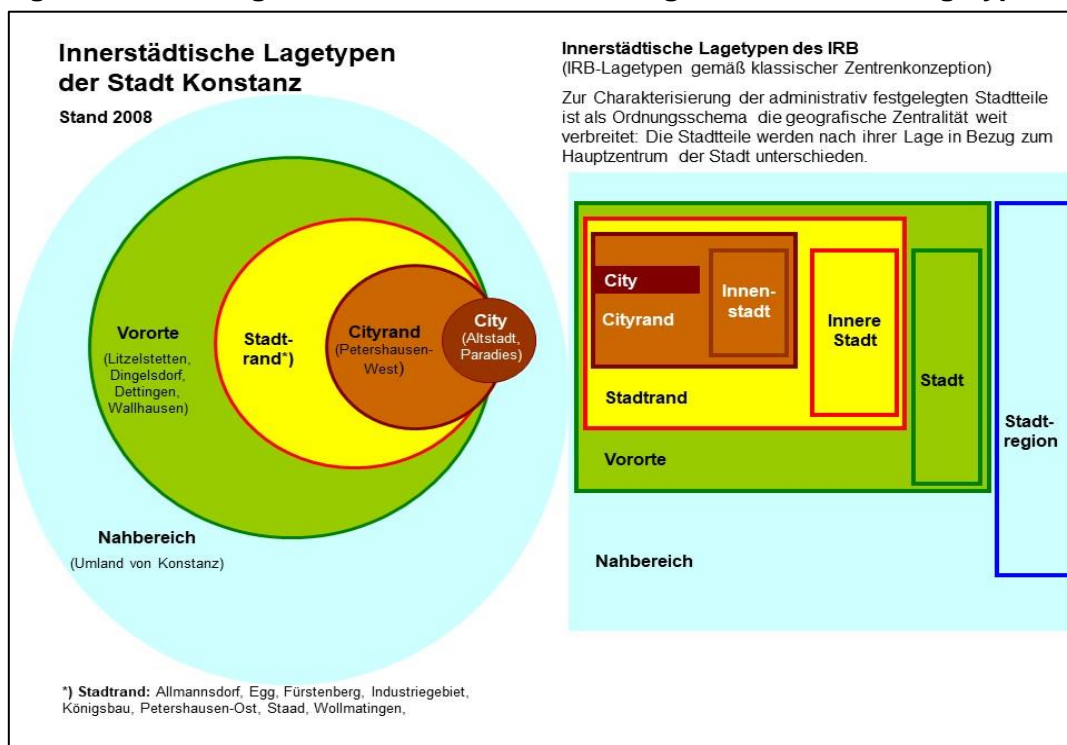 Innerstädtische Lagetypen
der Stadt Konstanz
Stand 2008
Vororte
(Litzelstetten,
Dingelsdorf,
Dettingen,
Wallhausen)
Stadt-
rand*)
Cityrand
(Petershausen-
West)
City
(Altstadt,
Paradies)
Nahbereich
(Umland von Konstanz)
*) Stadtrand: Allmannsdorf, Egg, Fürstenberg, Industriegebiet,
Königsbau, Petershausen-Ost, Staad, Wollmatingen,
Innerstädtische Lagetypen des IRB
(IRB-Lagetypen gemäß klassischer Zentrenkonzeption)
Zur Charakterisierung der administrativ festgelegten Stadtteile
ist als Ordnungsschema die geografische Zentralität weit
verbreitet: Die Stadtteile werden nach ihrer Lage in Bezug zum
Hauptzentrum der Stadt unterschieden.
City
Cityrand
Innen-
stadt
Stadtrand
Innere
Stadt
Vororte
Stadt
Nahbereich
Stadt-
region